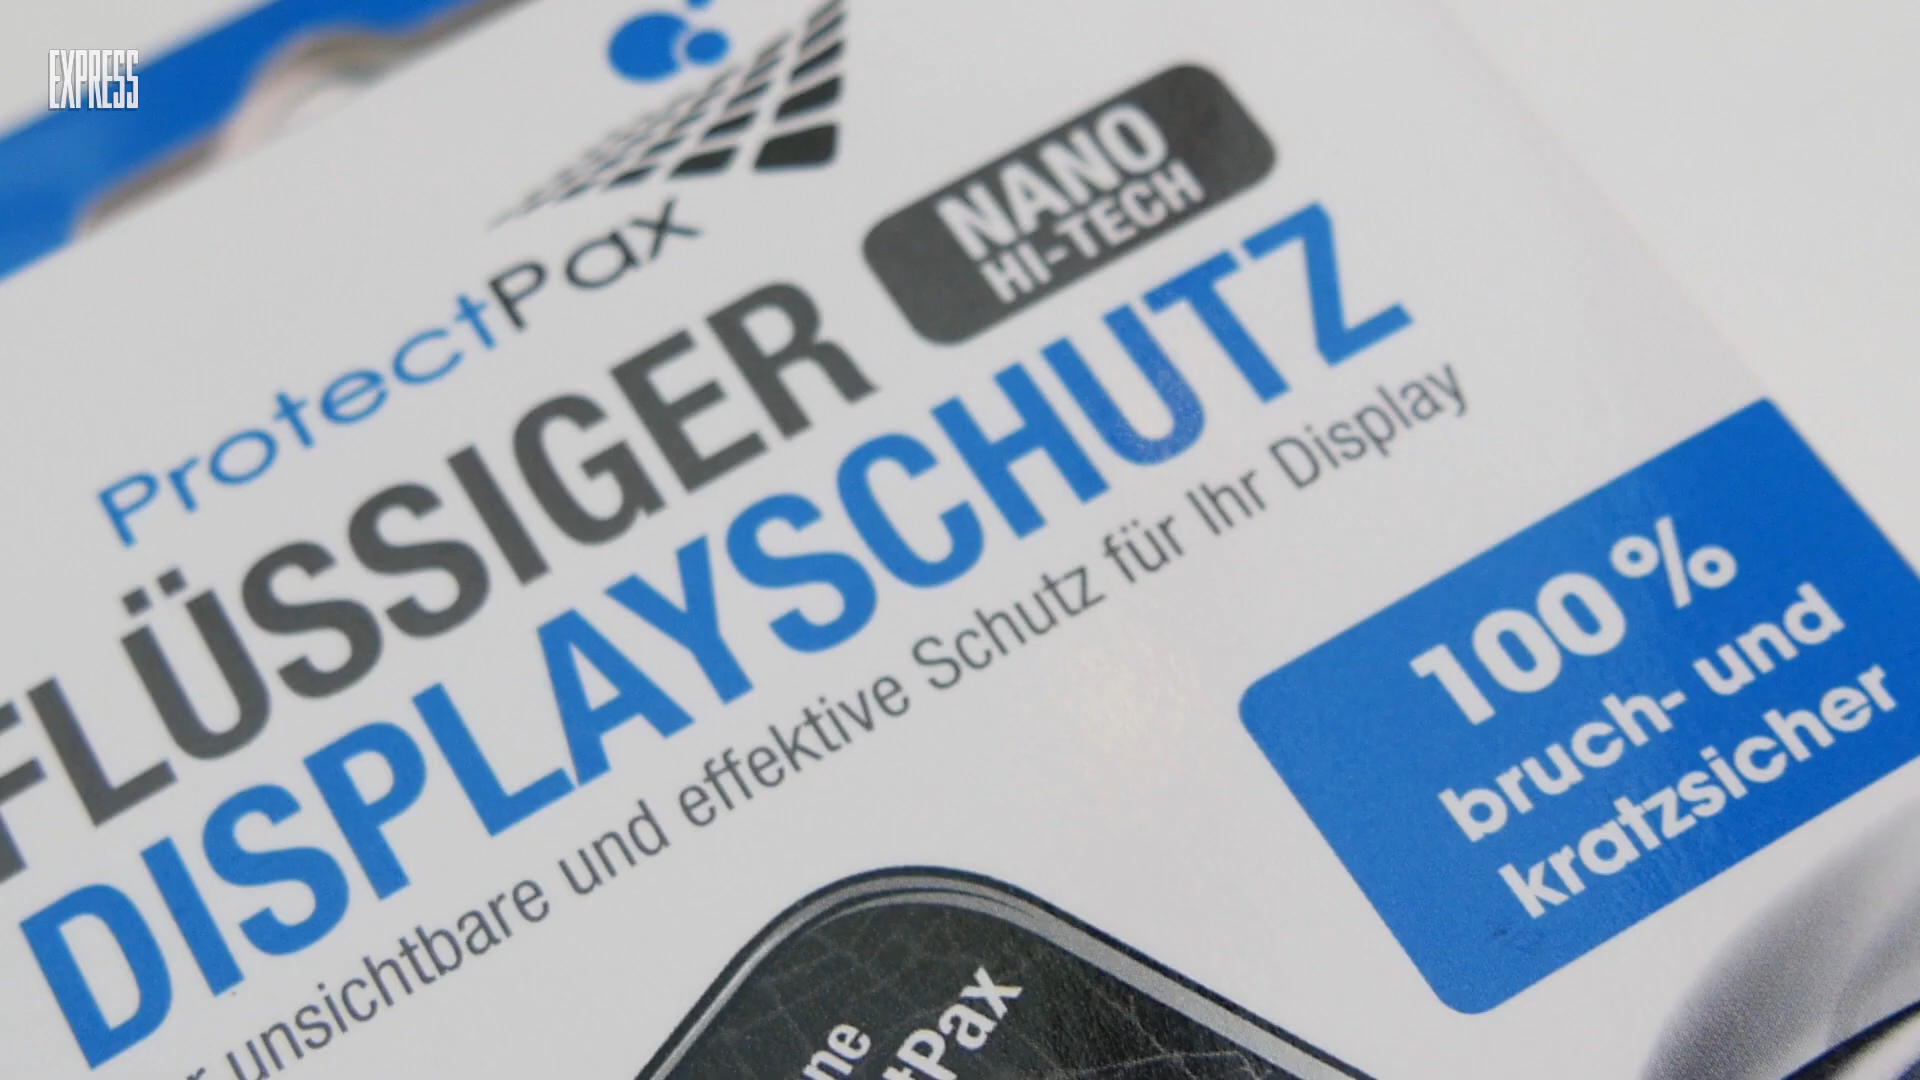 EXPRESS
ProtectPax
NANO
HI-TECH
FLÜSSIGER
DISPLAYSCHUTZ
unsichtbare und effektive Schutz für Ihr Display
100 %
bruch- und
kratzsicher